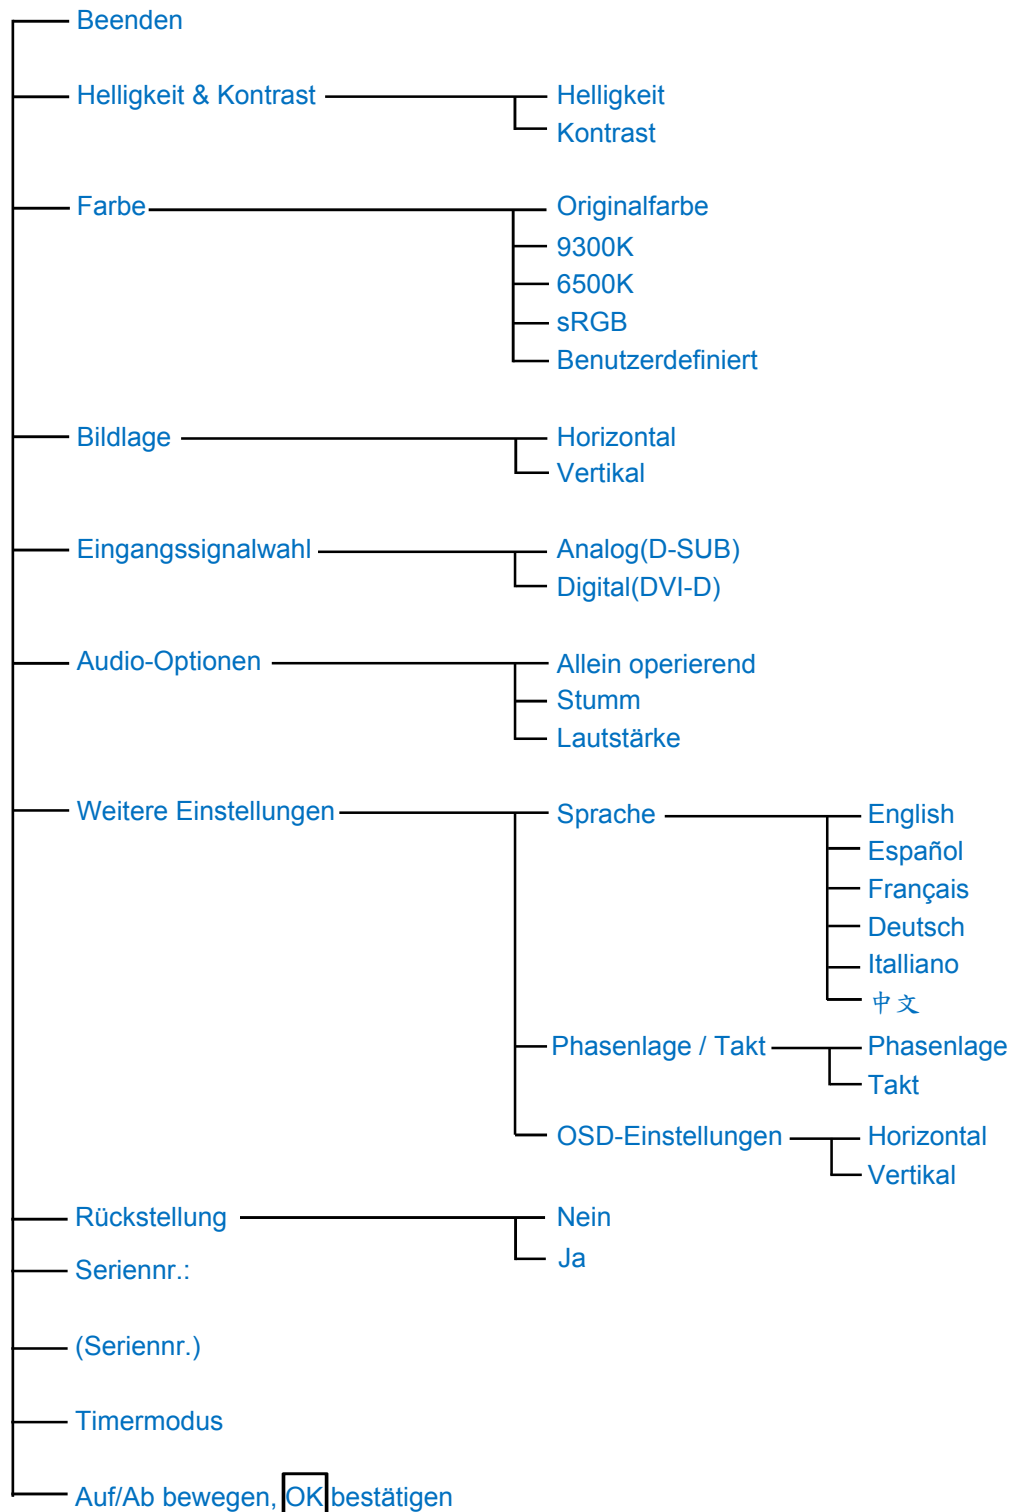 Beenden
Helligkeit & Kontrast
Helligkeit
Kontrast
Farbe
Originalfarbe
9300K
6500K
sRGB
Benutzerdefiniert
Bildlage
Horizontal
Vertikal
Eingangssignalwahl
Analog(D-SUB)
Digital(DVI-D)
Audio-Optionen
Allein operierend
Stumm
Lautstärke
Weitere Einstellungen
Sprache
English
Español
Français
Deutsch
Italliano
中文
Phasenlage / Takt
Phasenlage
Takt
OSD-Einstellungen
Horizontal
Vertikal
Rückstellung
Nein
Ja
Seriennr.:
(Seriennr.)
Timermodus
Auf/Ab bewegen, OK bestätigen